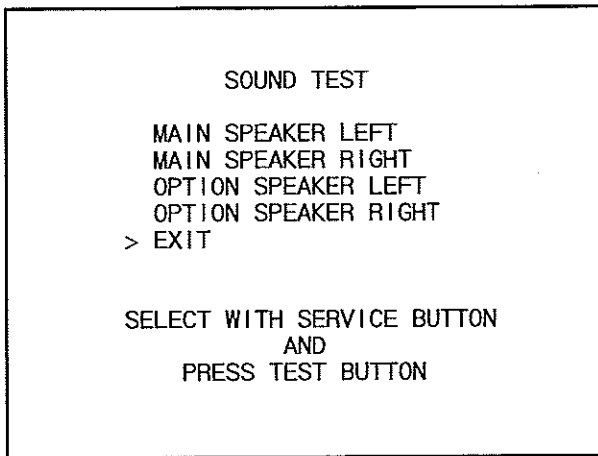 SOUND TEST
MAIN SPEAKER LEFT
MAIN SPEAKER RIGHT
OPTION SPEAKER LEFT
OPTION SPEAKER RIGHT
> EXIT
SELECT WITH SERVICE BUTTON
AND
PRESS TEST BUTTON